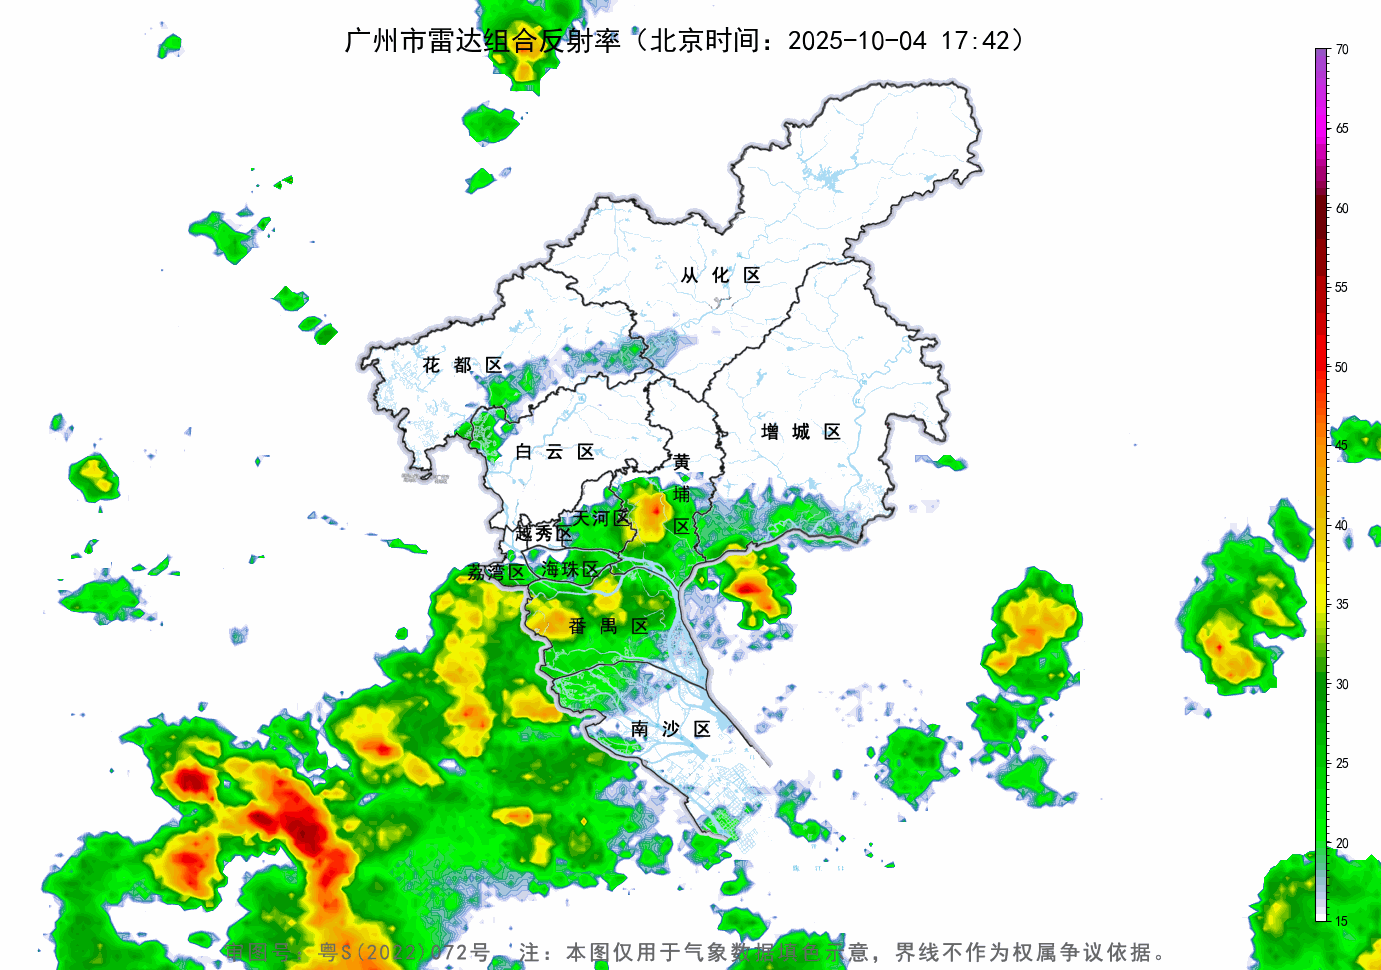 广州市雷达组合反射率（北京时间：2025-10-04 17:42）
70
65
60
55
50
45
40
35
30
25
20
15
从化区
花都区
增城区
白云区
黄埔区
天河区
越秀区
海珠区
荔湾区
番禺区
南沙区
审图号：粤S(2022)072号 注：本图仅用于气象数据填色示意，界线不作为权属争议依据。